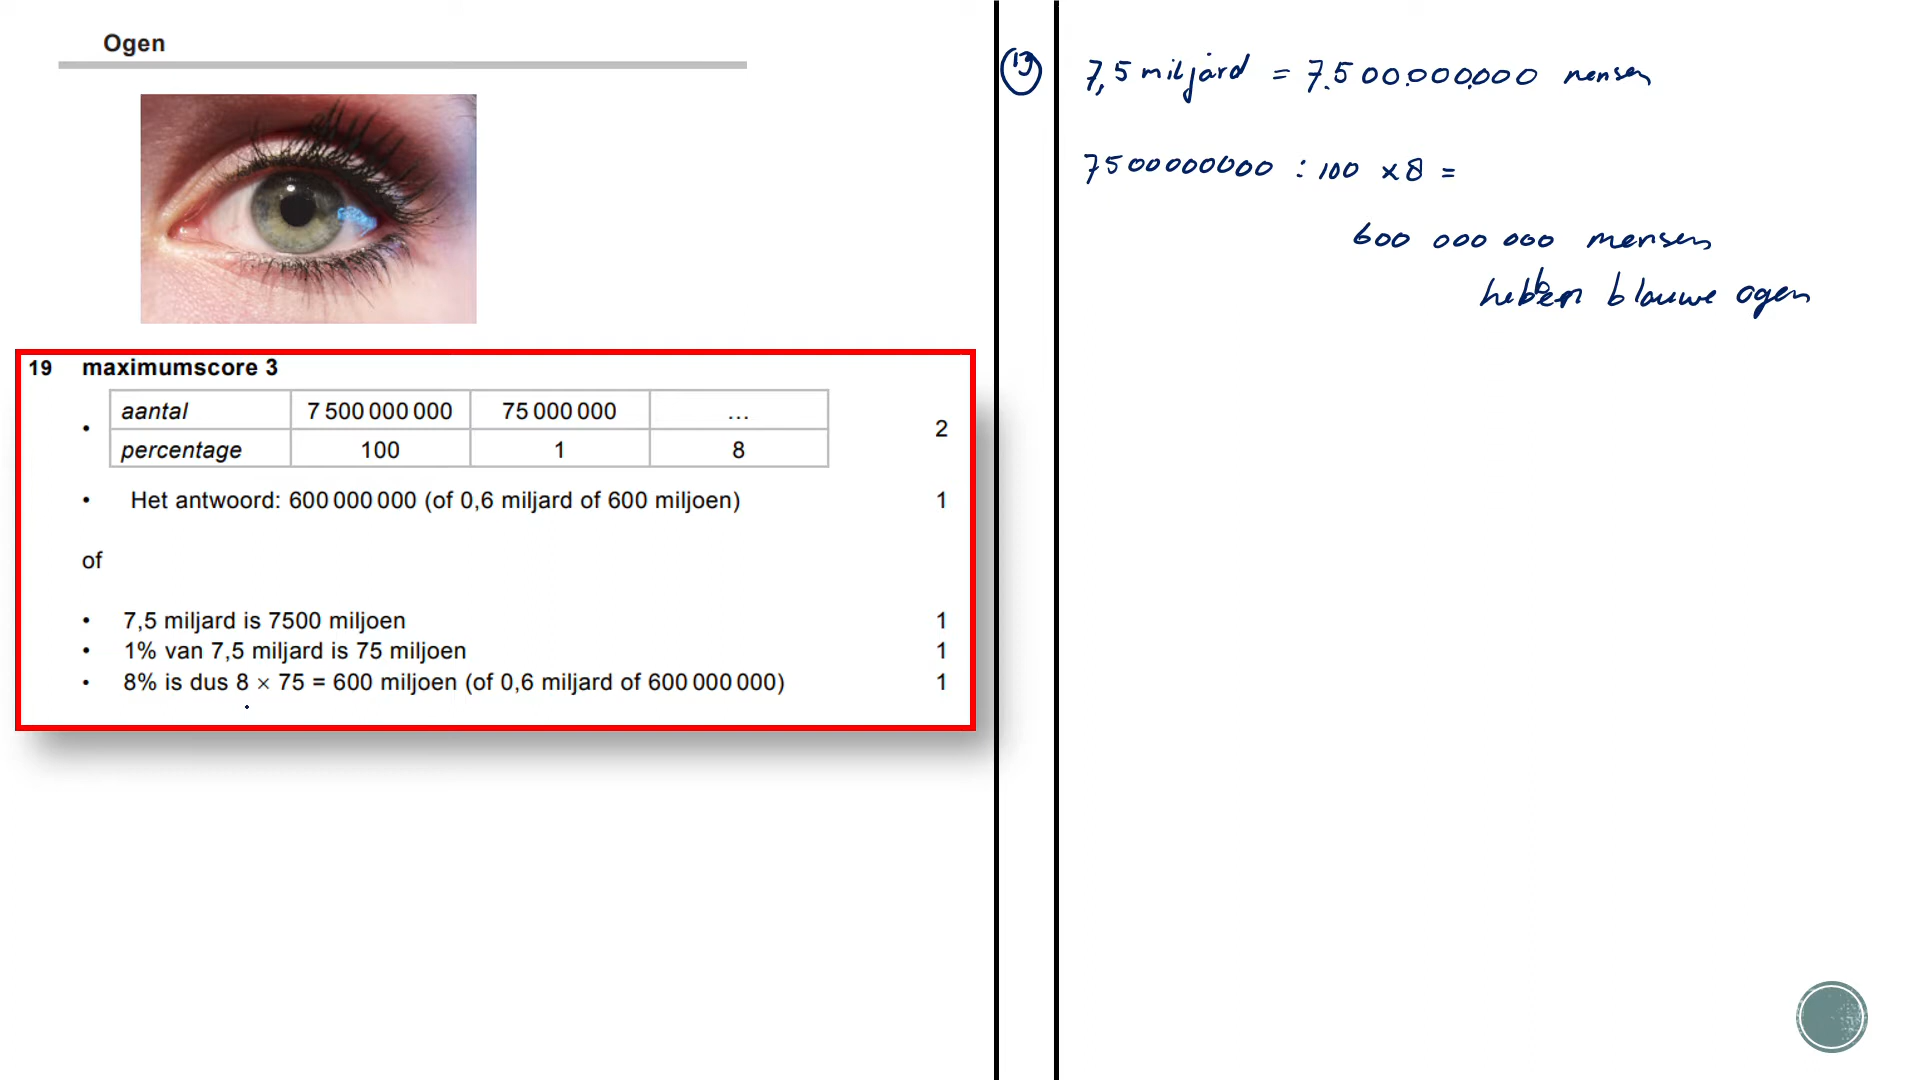 Ogen
19 maximumscore 3
aantal 7 500 000 000 75 000 000 ...
• 2
percentage 100 1 8
• Het antwoord: 600 000 000 (of 0,6 miljard of 600 miljoen) 1
of
• 7,5 miljard is 7500 miljoen 1
• 1% van 7,5 miljard is 75 miljoen 1
• 8% is dus 8 × 75 = 600 miljoen (of 0,6 miljard of 600 000 000) 1
19 7,5 miljard = 7.500.000.000 mensen
7500000000 : 100 × 8 =
600 000 000 mensen
hebben blauwe ogen